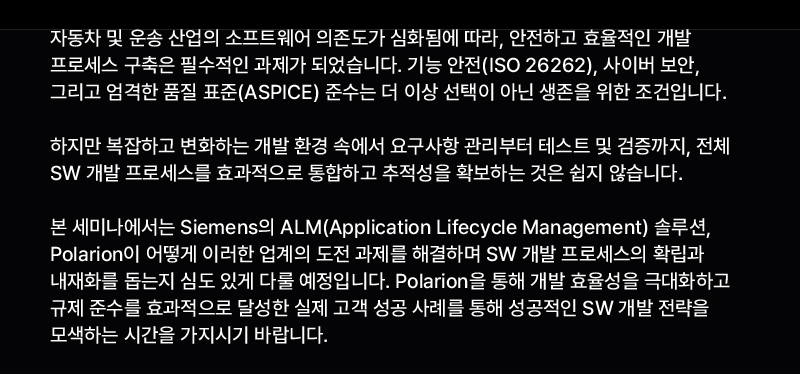 자동차 및 운송 산업의 소프트웨어 의존도가 심화됨에 따라, 안전하고 효율적인 개발
프로세스 구축은 필수적인 과제가 되었습니다. 기능 안전(ISO 26262), 사이버 보안,
그리고 엄격한 품질 표준(ASPICE) 준수는 더 이상 선택이 아닌 생존을 위한 조건입니다.
하지만 복잡하고 변화하는 개발 환경 속에서 요구사항 관리부터 테스트 및 검증까지, 전체
SW 개발 프로세스를 효과적으로 통합하고 추적성을 확보하는 것은 쉽지 않습니다.
본 세미나에서는 Siemens의 ALM(Application Lifecycle Management) 솔루션,
Polarion이 어떻게 이러한 업계의 도전 과제를 해결하며 SW 개발 프로세스의 확립과
내재화를 돕는지 심도 있게 다룰 예정입니다. Polarion을 통해 개발 효율성을 극대화하고
규제 준수를 효과적으로 달성한 실제 고객 성공 사례를 통해 성공적인 SW 개발 전략을
모색하는 시간을 가지시기 바랍니다.